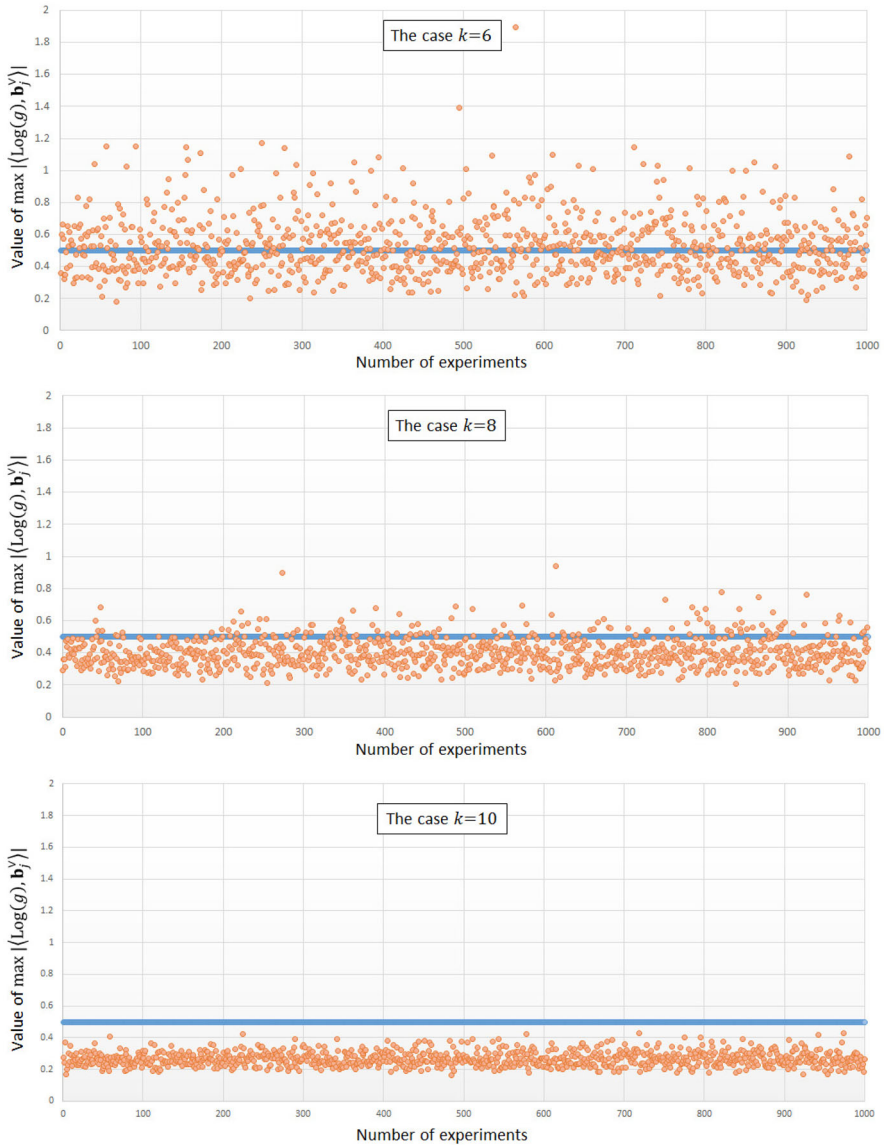 The case k=6
Value of max |⟨Log(g), b_j^∨⟩|
2
1.8
1.6
1.4
1.2
1
0.8
0.6
0.4
0.2
0
0 100 200 300 400 500 600 700 800 900 1000
Number of experiments
The case k=8
Value of max |⟨Log(g), b_j^∨⟩|
2
1.8
1.6
1.4
1.2
1
0.8
0.6
0.4
0.2
0
0 100 200 300 400 500 600 700 800 900 1000
Number of experiments
The case k=10
Value of max |⟨Log(g), b_j^∨⟩|
2
1.8
1.6
1.4
1.2
1
0.8
0.6
0.4
0.2
0
0 100 200 300 400 500 600 700 800 900 1000
Number of experiments